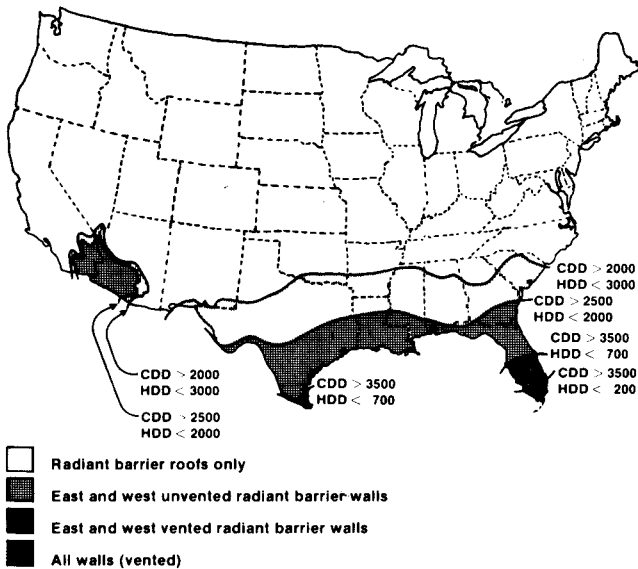 CDD > 2000
HDD < 3000
CDD > 2500
HDD < 2000
CDD > 3500
HDD < 700
CDD > 3500
HDD < 200
CDD > 2000
HDD < 3000
CDD > 3500
HDD < 700
CDD > 2500
HDD < 2000
Radiant barrier roofs only
East and west unvented radiant barrier walls
East and west vented radiant barrier walls
All walls (vented)